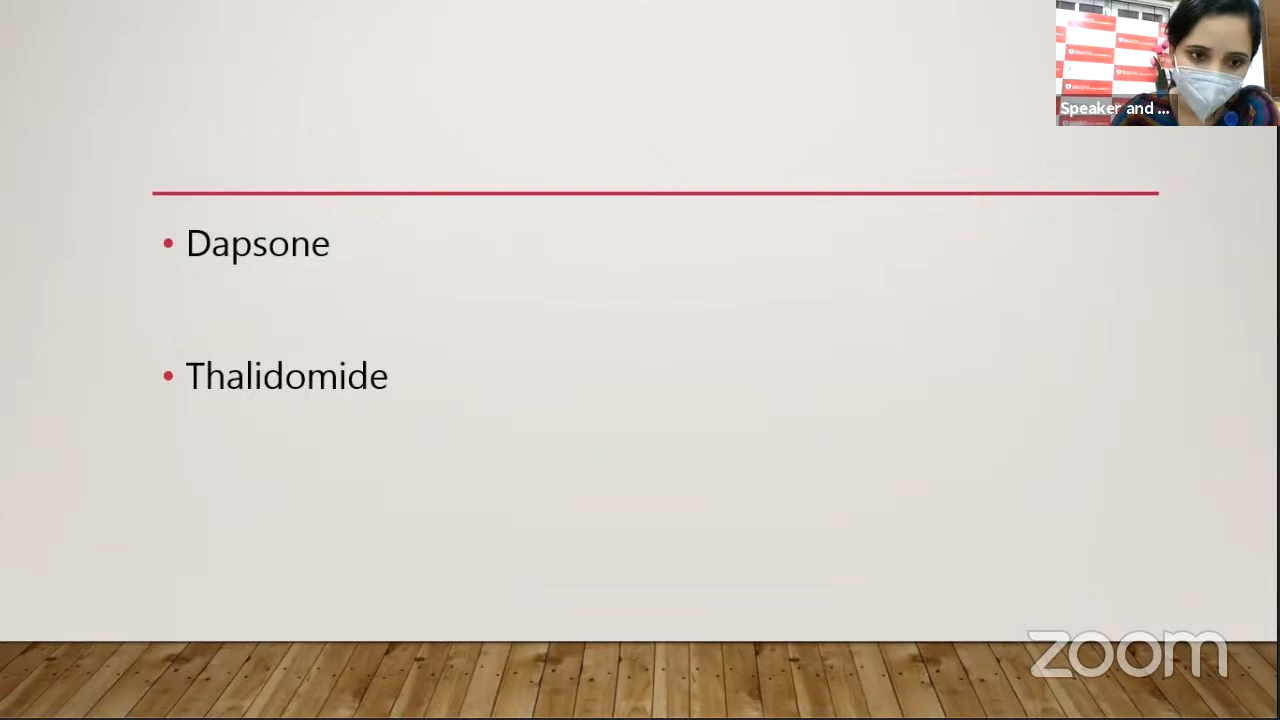 Speaker and ...
• Dapsone
• Thalidomide
zoom